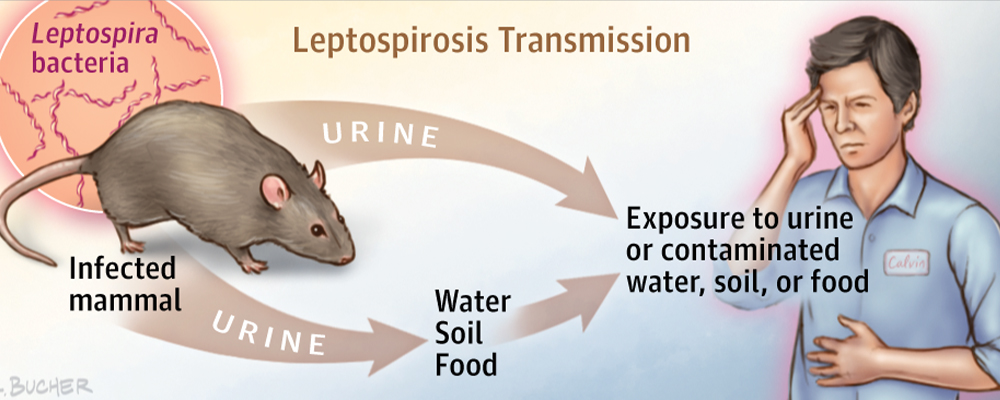 Leptospira
bacteria
Leptospirosis Transmission
URINE
Infected
mammal
URINE
Water
Soil
Food
Exposure to urine
or contaminated
water, soil, or food
Calvin
BUCHER